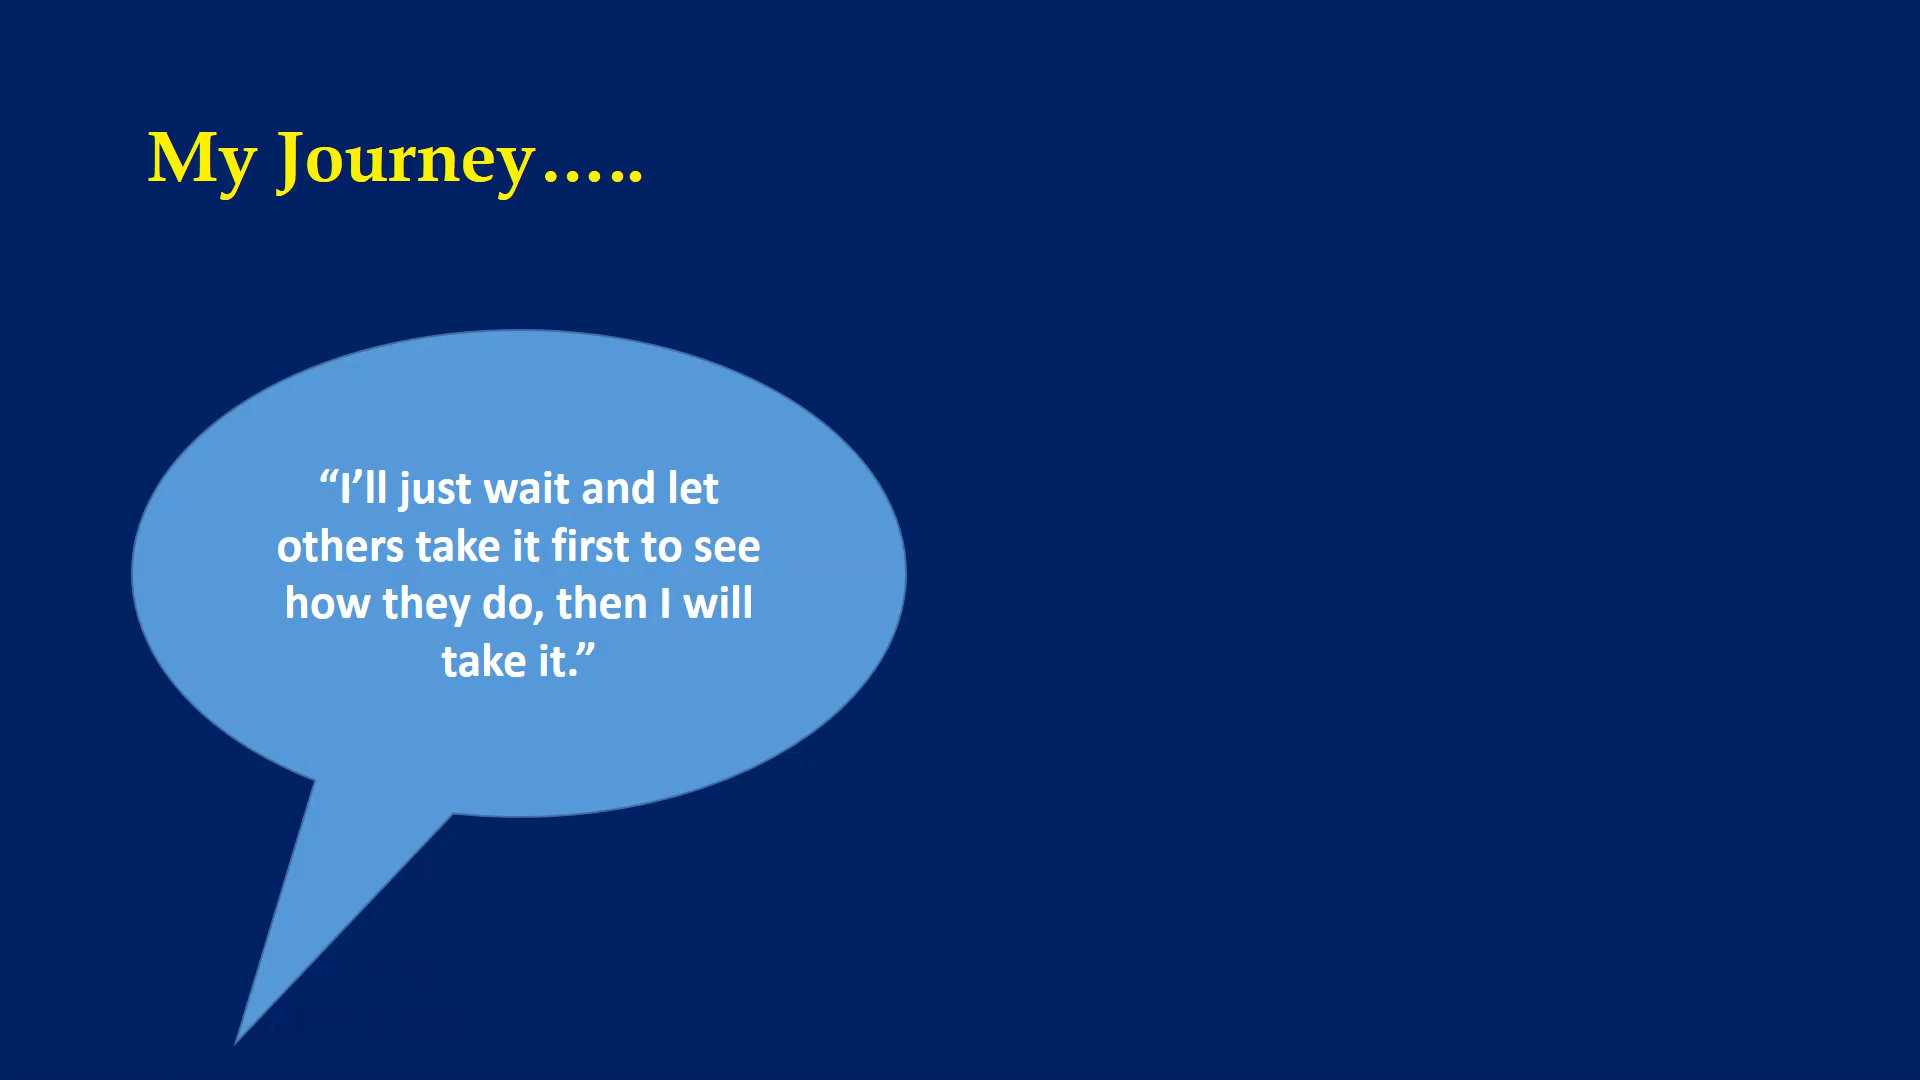 My Journey.....
“I’ll just wait and let
others take it first to see
how they do, then I will
take it.”